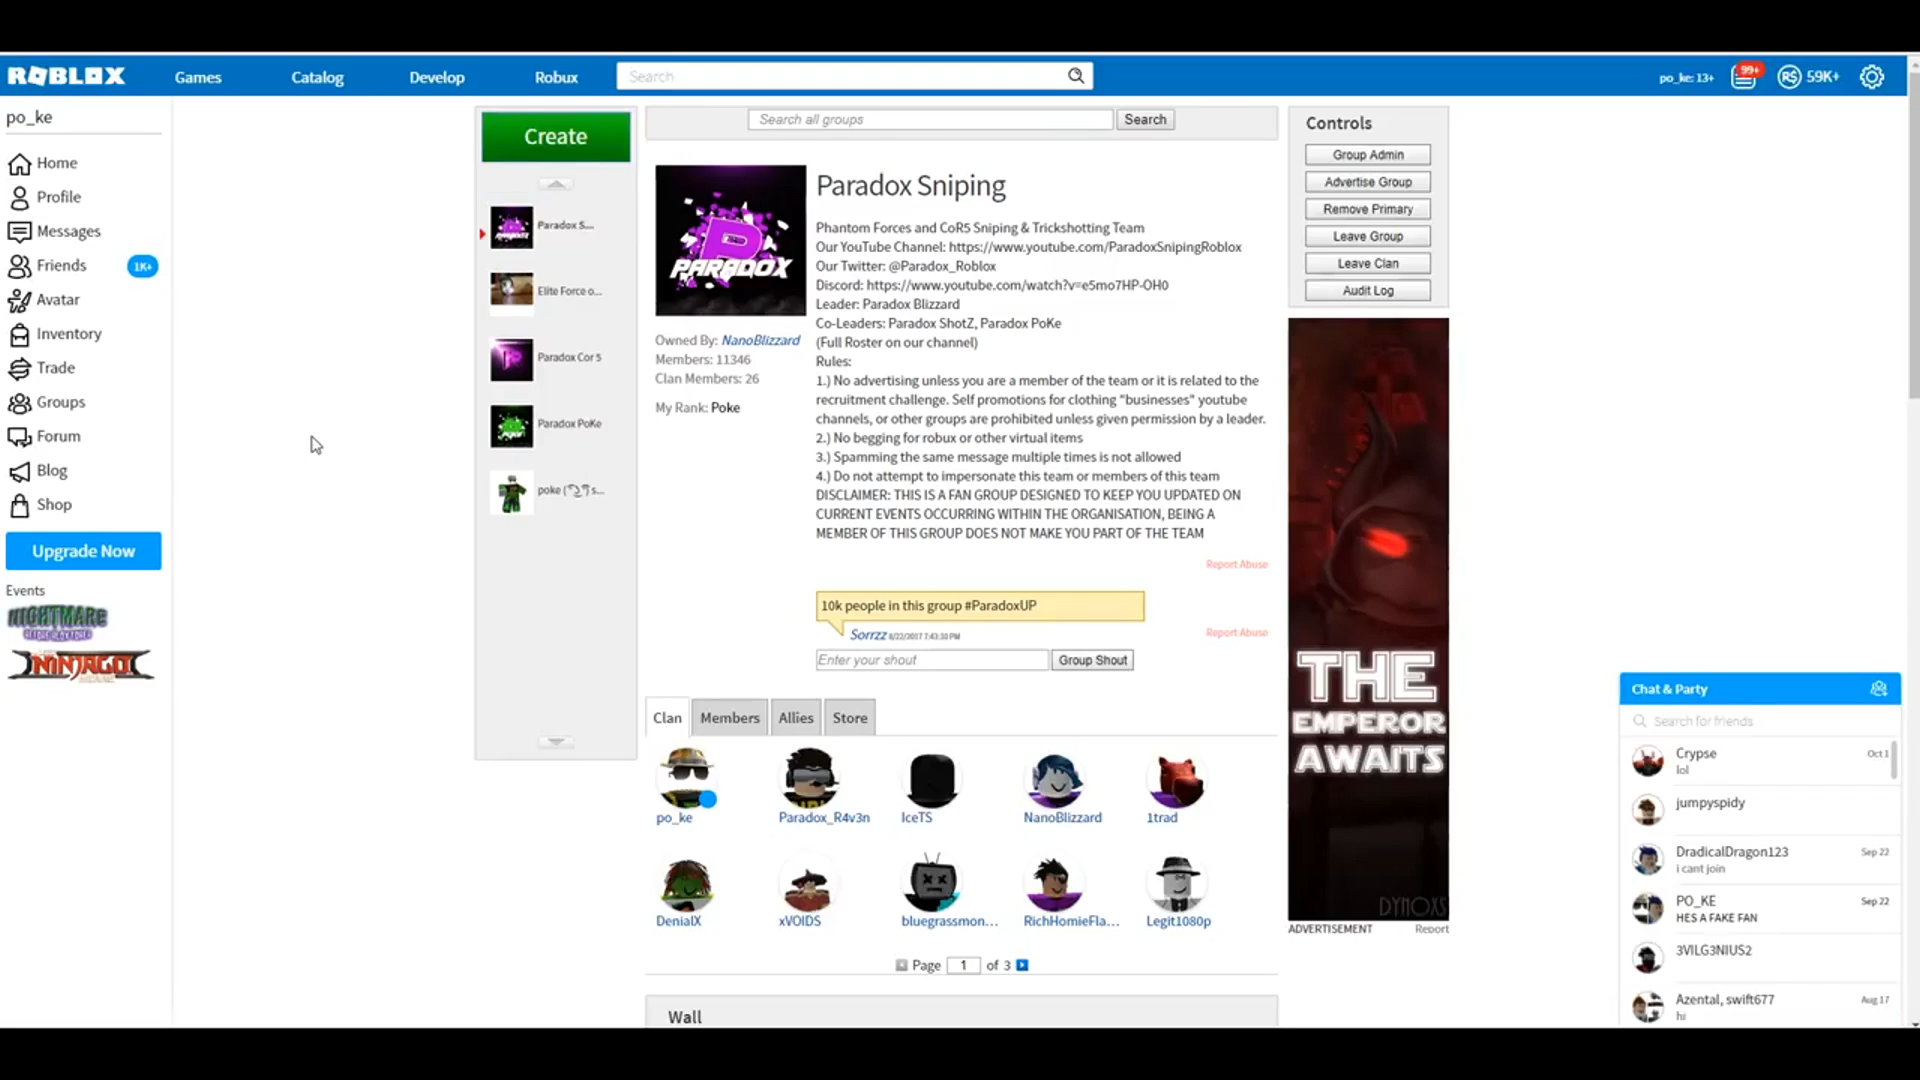 ROBLOX
Games
Catalog
Develop
Robux
Search
po_ke: 13+
99+
R$ 59K+
po_ke
Home
Profile
Messages
Friends
1K+
Avatar
Inventory
Trade
Groups
Forum
Blog
Shop
Upgrade Now
Events
NIGHTMARE
NINJAGO
Create
Paradox S...
Elite Force o...
Paradox Cor 5
Paradox PoKe
Search all groups
Search
PARADOX
Owned By: NanoBlizzard
Members: 11346
Clan Members: 26
My Rank: Poke
Paradox Sniping
Phantom Forces and CoR5 Sniping & Trickshotting Team
Our YouTube Channel: https://www.youtube.com/ParadoxSnipingRoblox
Our Twitter: @Paradox_Roblox
Discord: https://www.youtube.com/watch?v=e5mo7HP-OH0
Leader: Paradox Blizzard
Co-Leaders: Paradox ShotZ, Paradox PoKe
(Full Roster on our channel)
Rules:
1.) No advertising unless you are a member of the team or it is related to the
recruitment challenge. Self promotions for clothing "businesses" youtube
channels, or other groups are prohibited unless given permission by a leader.
2.) No begging for robux or other virtual items
3.) Spamming the same message multiple times is not allowed
4.) Do not attempt to impersonate this team or members of this team
DISCLAIMER: THIS IS A FAN GROUP DESIGNED TO KEEP YOU UPDATED ON
CURRENT EVENTS OCCURRING WITHIN THE ORGANISATION, BEING A
MEMBER OF THIS GROUP DOES NOT MAKE YOU PART OF THE TEAM
Report Abuse
10k people in this group #ParadoxUP
Sorrzz 8/22/2017 7:43:30 PM
Report Abuse
Enter your shout
Group Shout
Clan
Members
Allies
Store
po_ke
Paradox_R4v3n
IceTS
NanoBlizzard
1trad
DenialX
xVOIDS
bluegrassmon...
RichHomieFla...
Legit1080p
Page 1 of 3
Wall
Controls
Group Admin
Advertise Group
Remove Primary
Leave Group
Leave Clan
Audit Log
THE
EMPEROR
AWAITS
DYNOXS
ADVERTISEMENT
Report
Chat & Party
Search for friends
Crypse
Oct 1
lol
jumpyspidy
DradicalDragon123
Sep 22
i cant join
PO_KE
Sep 22
HES A FAKE FAN
3VILG3NIUS2
Azental, swift677
Aug 17
hi